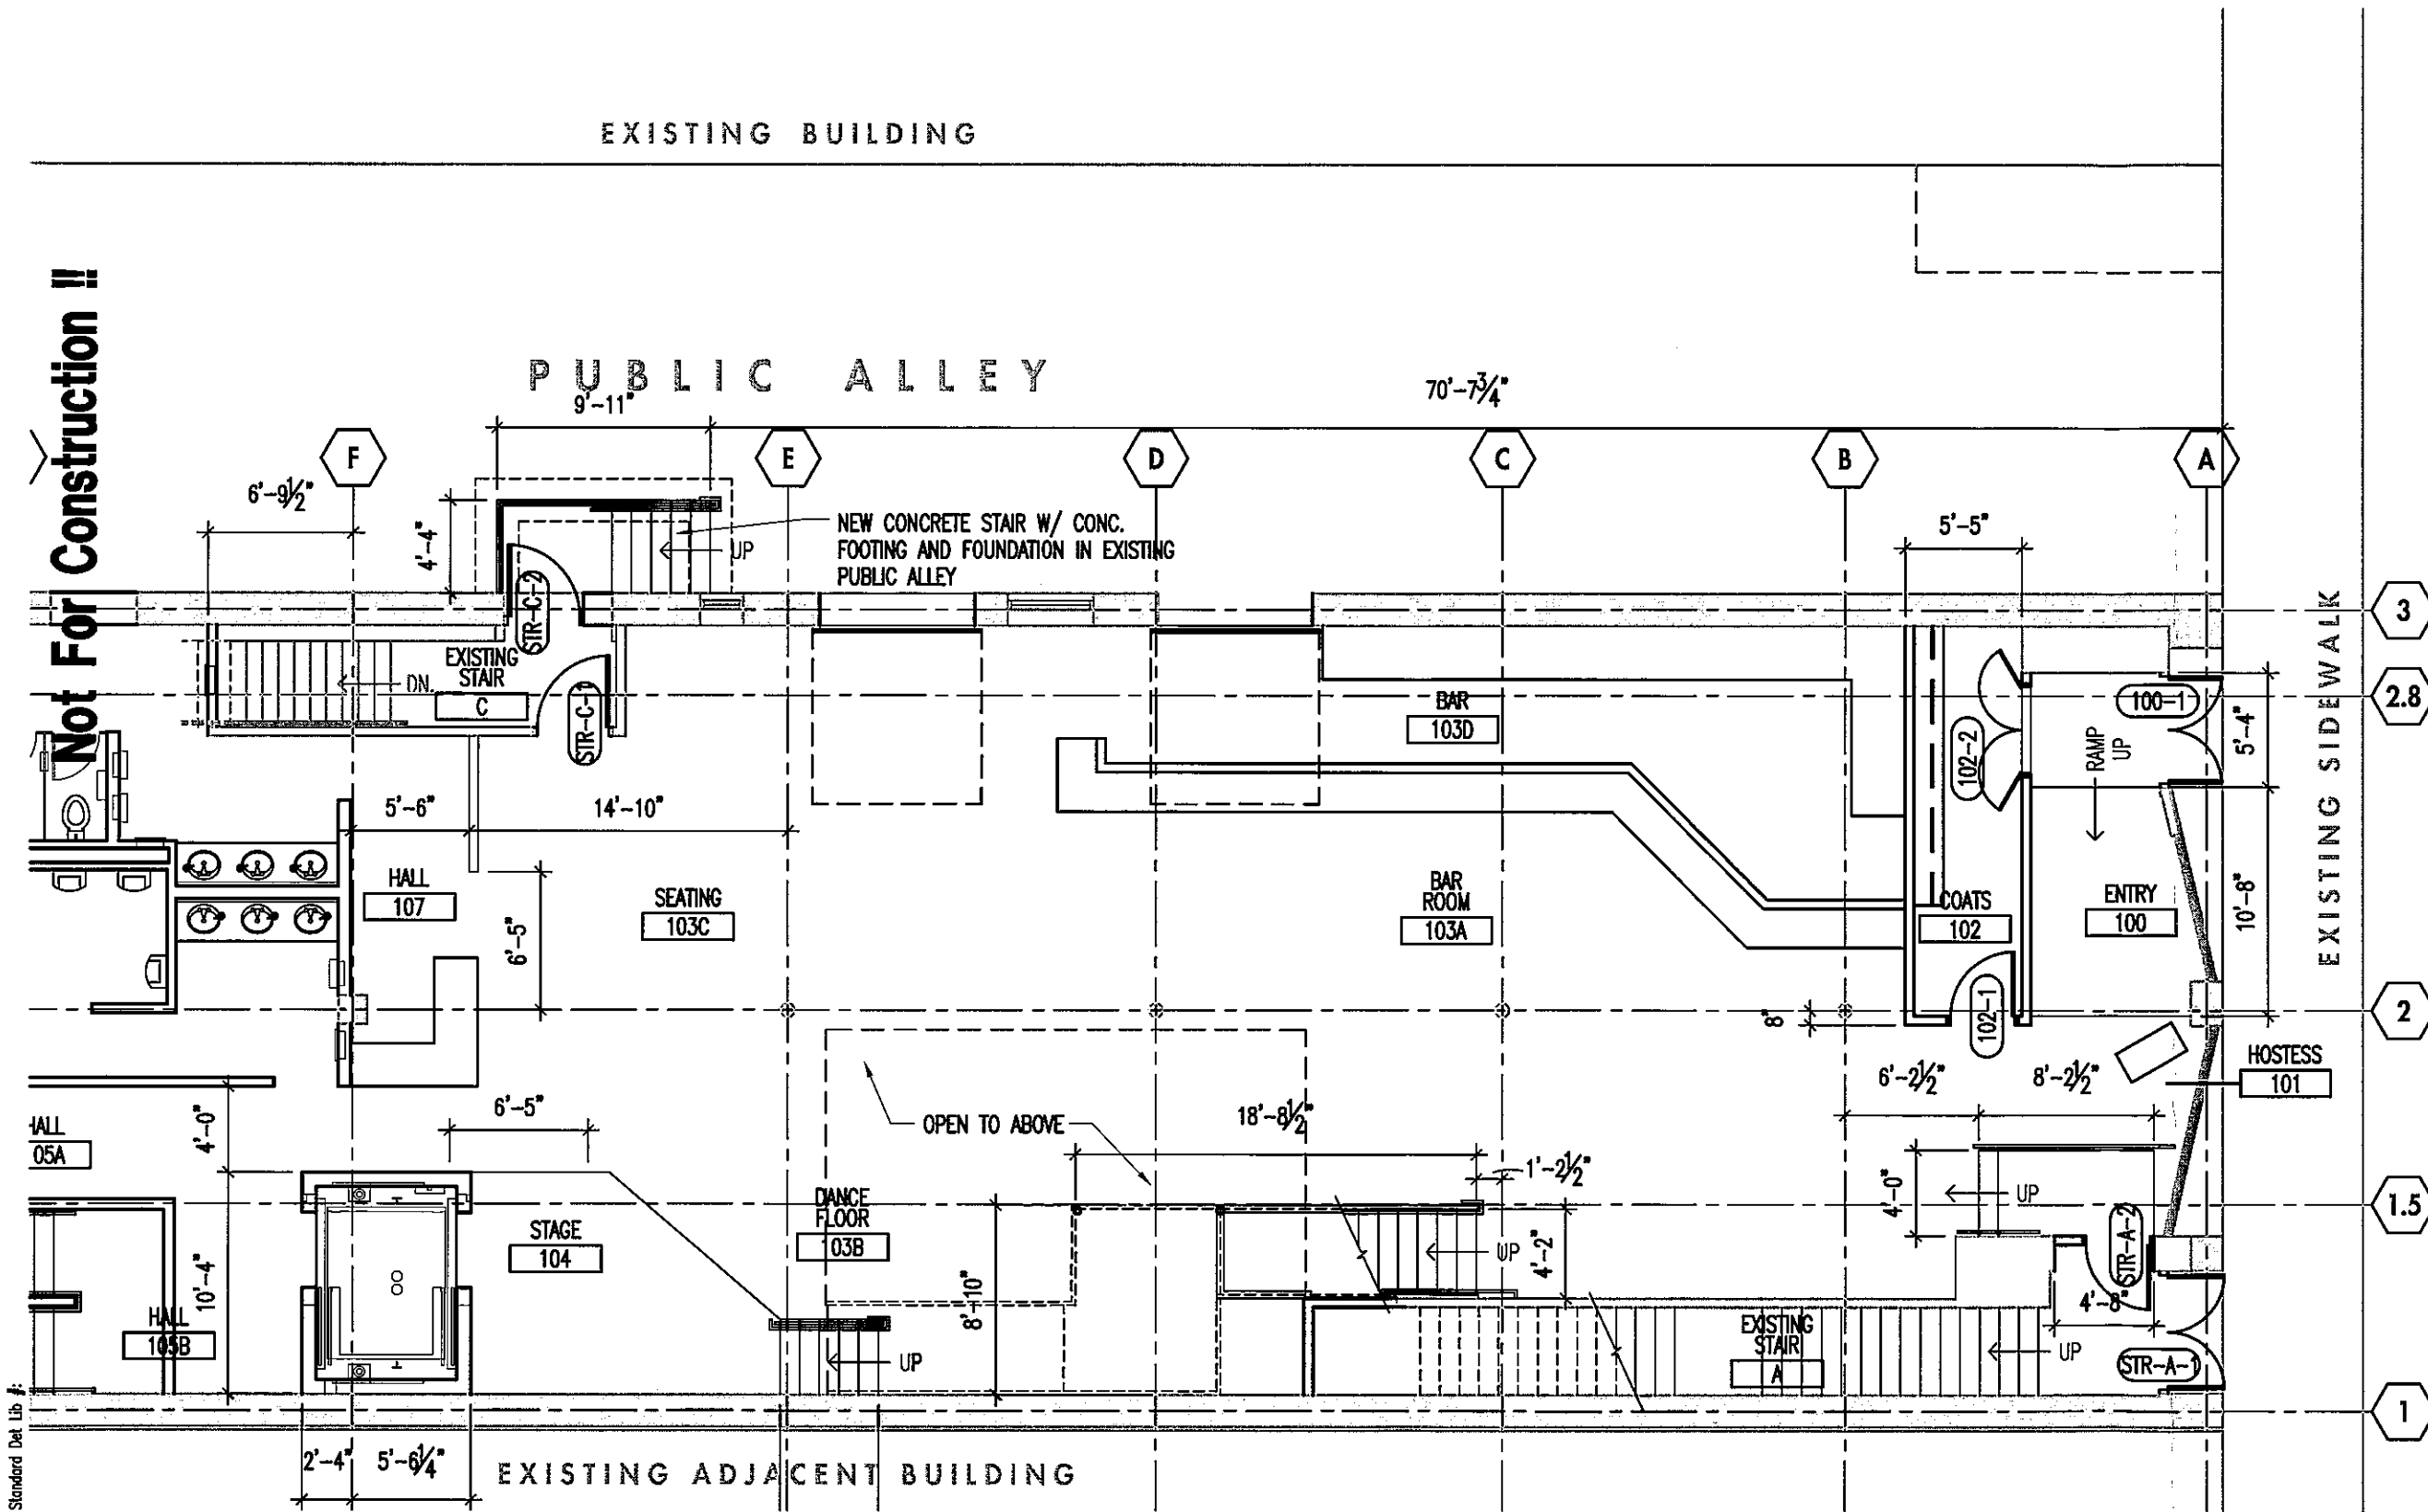 EXISTING BUILDING
Not For Construction !!
PUBLIC ALLEY
9'-11"
70'-7¾"
F
E
D
C
B
A
6'-9½"
4'-4"
UP
NEW CONCRETE STAIR W/ CONC.
FOOTING AND FOUNDATION IN EXISTING
PUBLIC ALLEY
5'-5"
3
STR-C-2
EXISTING
STAIR
C
DN.
STR-C-1
BAR
103D
100-1
2.8
102-2
RAMP
UP
5'-4"
EXISTING SIDEWALK
5'-6"
14'-10"
HALL
107
SEATING
103C
6'-5"
BAR
ROOM
103A
COATS
102
ENTRY
100
10'-8"
8"
102-1
2
HOSTESS
101
6'-2½"
8'-2½"
4'-0"
6'-5"
OPEN TO ABOVE
18'-8½"
1'-2½"
05A
DANCE
FLOOR
103B
STAGE
104
UP
4'-2"
4'-0"
UP
STR-A-2
1.5
10'-4"
8'-10"
HALL
105B
UP
EXISTING
STAIR
A
UP
4'-8"
STR-A-1
1
2'-4"
5'-6¼"
EXISTING ADJACENT BUILDING
Standard Det Lib #: